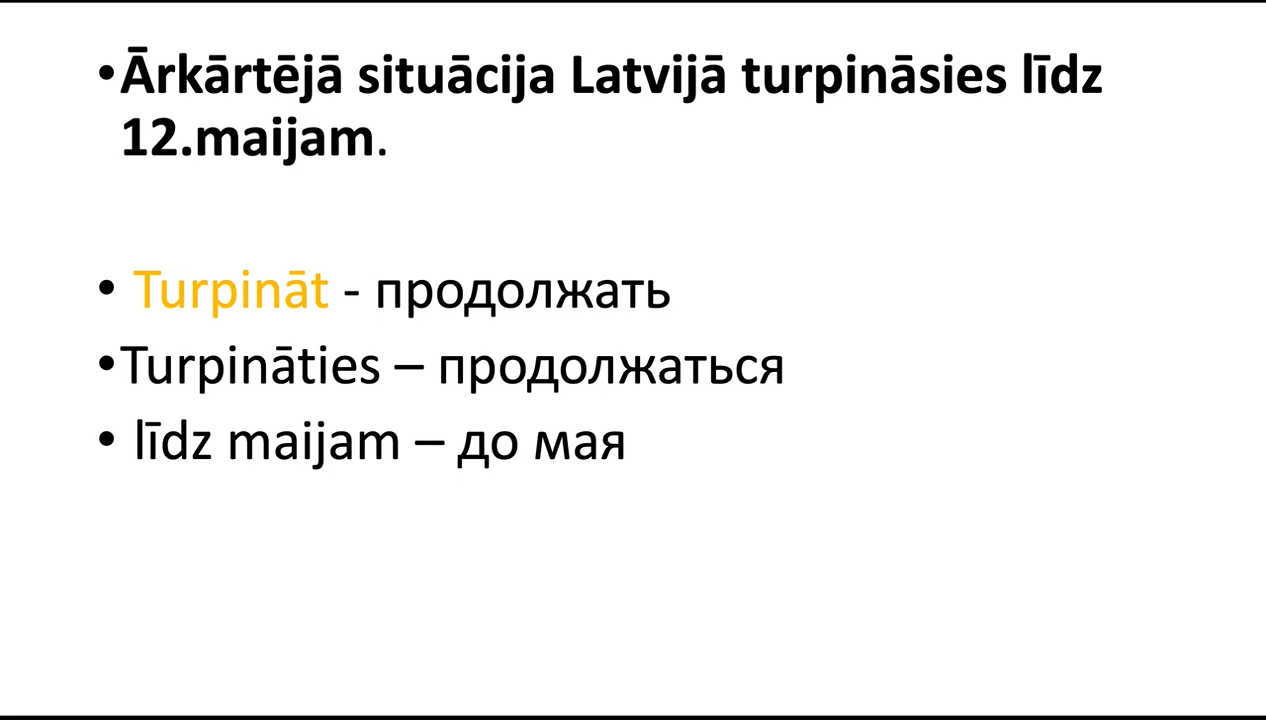 •Ārkārtējā situācija Latvijā turpināsies līdz
12.maijam.
• Turpināt - продолжать
•Turpināties – продолжаться
• līdz maijam – до мая